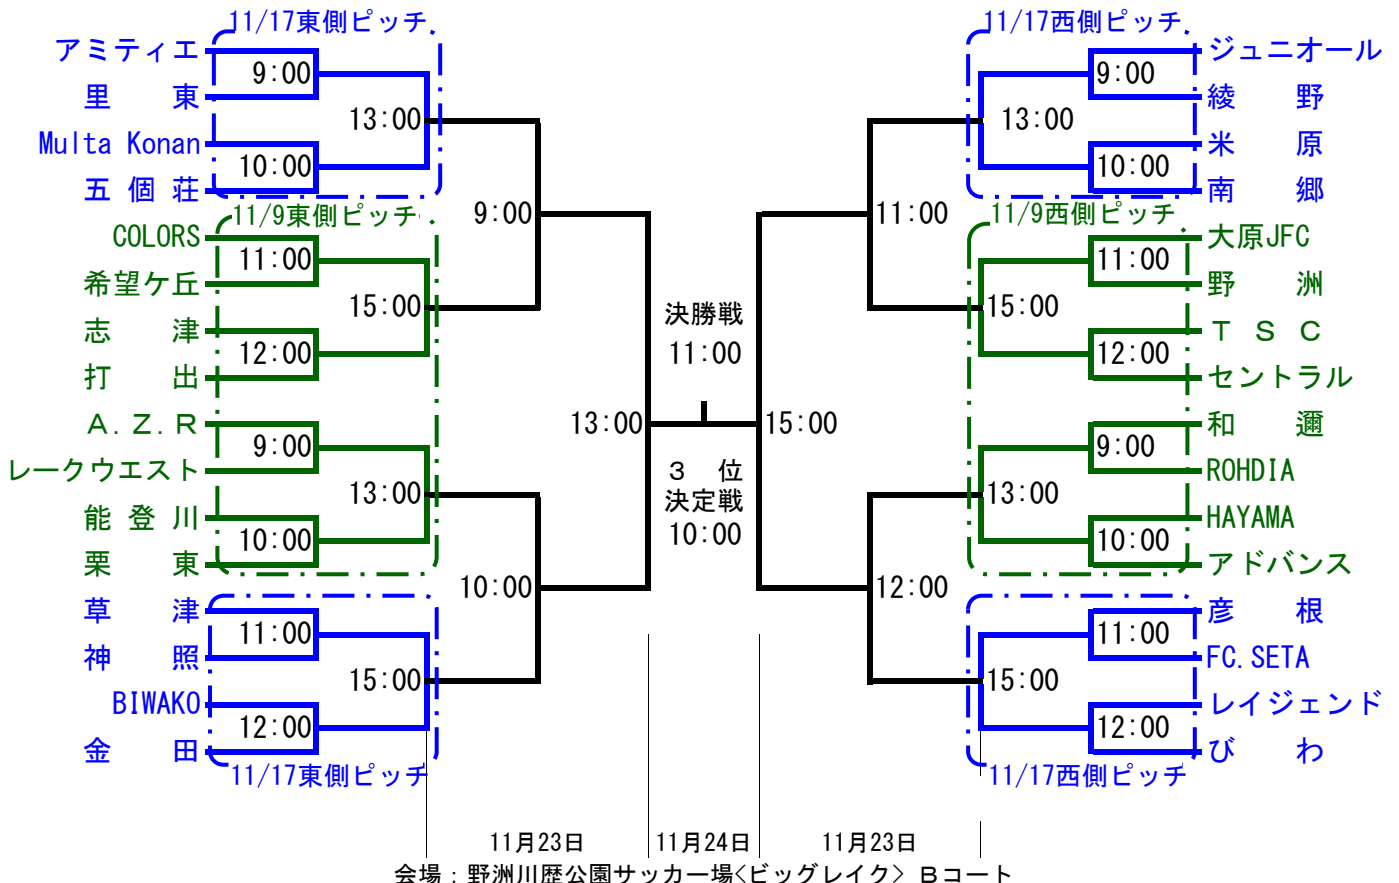 11/17東側ピッチ
アミティエ
9:00
里 東
13:00
Multa Konan
10:00
五 個 荘
9:00
11/9東側ピッチ
COLORS
11:00
希望ケ丘
15:00
志 津
12:00
打 出
13:00
A.Z.R
9:00
レークウエスト
13:00
能 登 川
10:00
栗 東
10:00
草 津
11:00
神 照
15:00
BIWAKO
12:00
金 田
11/17東側ピッチ
決勝戦
11:00
3 位
決定戦
10:00
11/17西側ピッチ
ジュニオール
9:00
綾 野
13:00
米 原
10:00
南 郷
11:00
11/9西側ピッチ
大原JFC
11:00
野 洲
15:00
T S C
12:00
セントラル
15:00
和 邇
9:00
ROHDIA
13:00
HAYAMA
10:00
アドバンス
12:00
彦 根
11:00
FC.SETA
15:00
レイジェンド
12:00
び わ
11/17西側ピッチ
11月23日 11月24日 11月23日
会場:野洲川歴公園サッカー場<ビッグレイク> Bコート